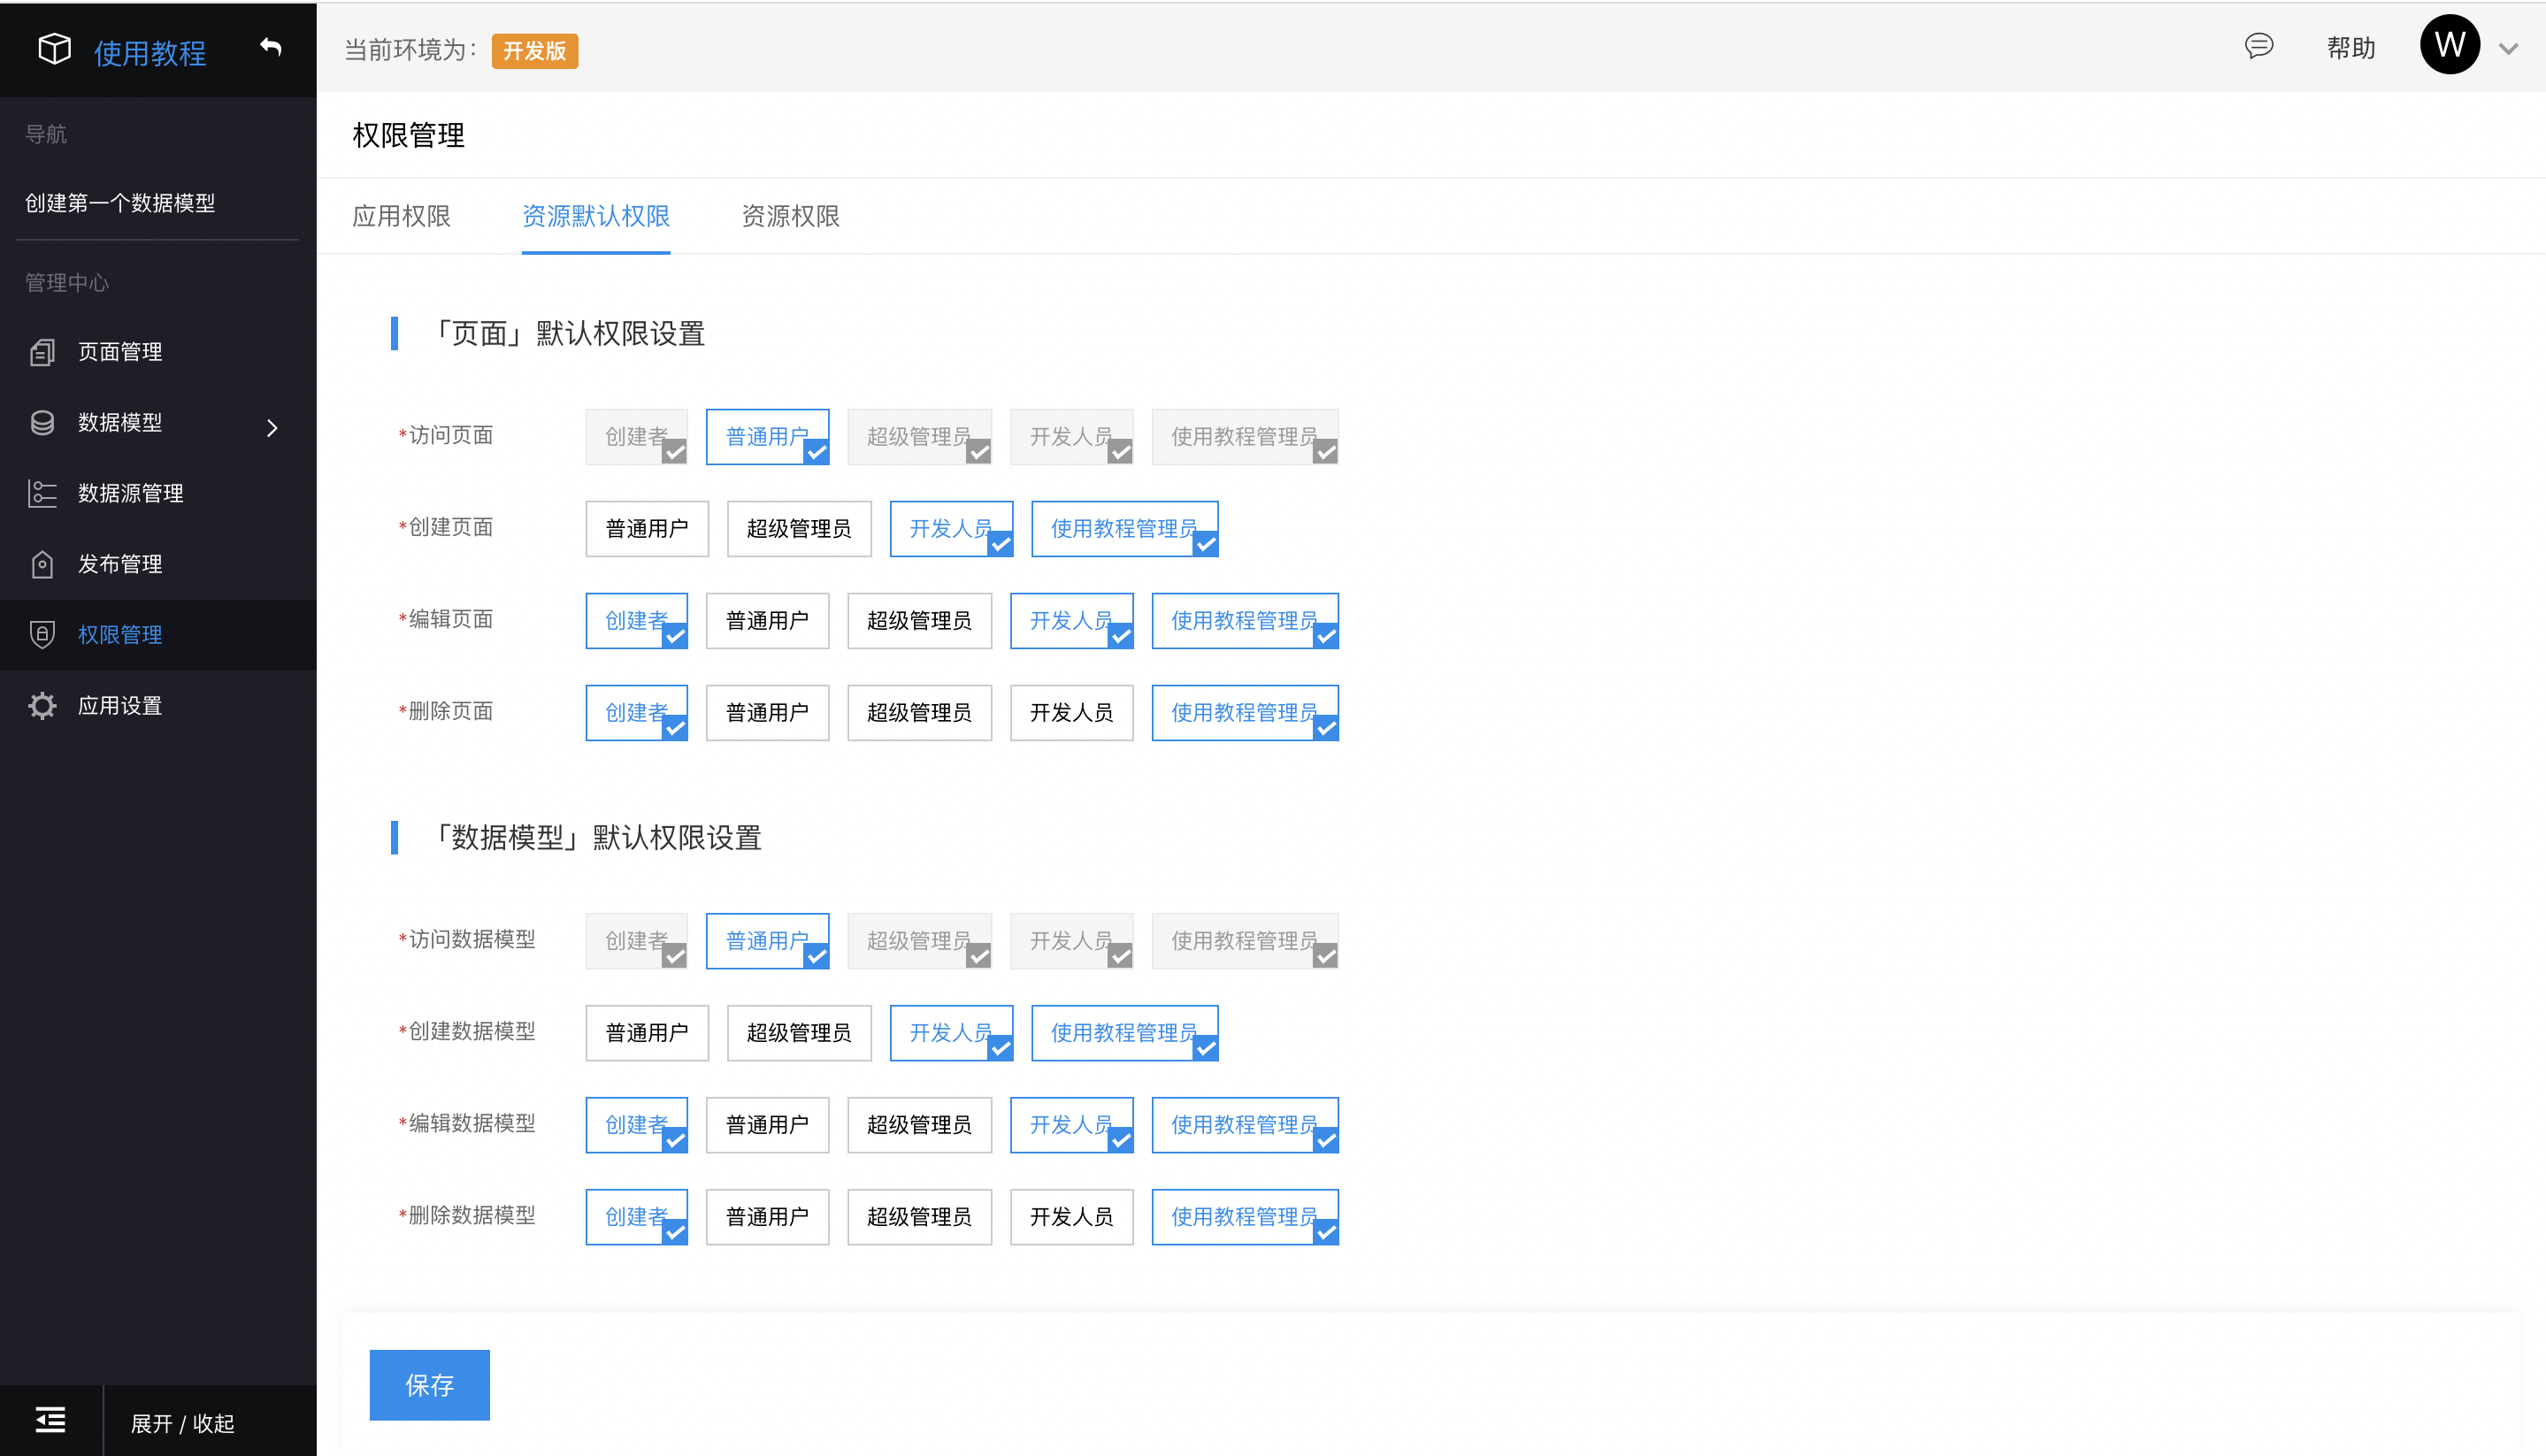 使用教程
当前环境为： 开发版
帮助 W
导航
创建第一个数据模型
管理中心
页面管理
数据模型
数据源管理
发布管理
权限管理
应用设置
展开 / 收起
权限管理
应用权限 资源默认权限 资源权限
「页面」默认权限设置
*访问页面 创建者 普通用户 超级管理员 开发人员 使用教程管理员
*创建页面 普通用户 超级管理员 开发人员 使用教程管理员
*编辑页面 创建者 普通用户 超级管理员 开发人员 使用教程管理员
*删除页面 创建者 普通用户 超级管理员 开发人员 使用教程管理员
「数据模型」默认权限设置
*访问数据模型 创建者 普通用户 超级管理员 开发人员 使用教程管理员
*创建数据模型 普通用户 超级管理员 开发人员 使用教程管理员
*编辑数据模型 创建者 普通用户 超级管理员 开发人员 使用教程管理员
*删除数据模型 创建者 普通用户 超级管理员 开发人员 使用教程管理员
保存